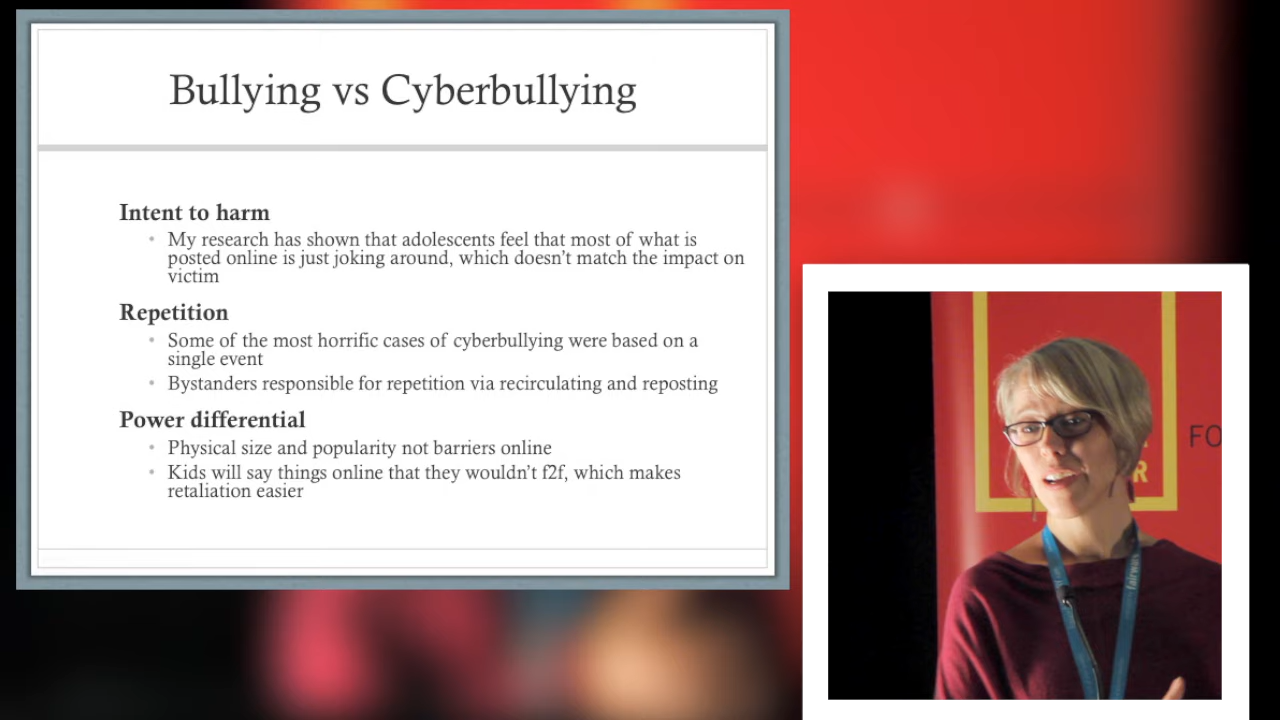 Bullying vs Cyberbullying
Intent to harm
• My research has shown that adolescents feel that most of what is
posted online is just joking around, which doesn't match the impact on
victim
Repetition
• Some of the most horrific cases of cyberbullying were based on a
single event
• Bystanders responsible for repetition via recirculating and reposting
Power differential
• Physical size and popularity not barriers online
• Kids will say things online that they wouldn't f2f, which makes
retaliation easier
FO
R